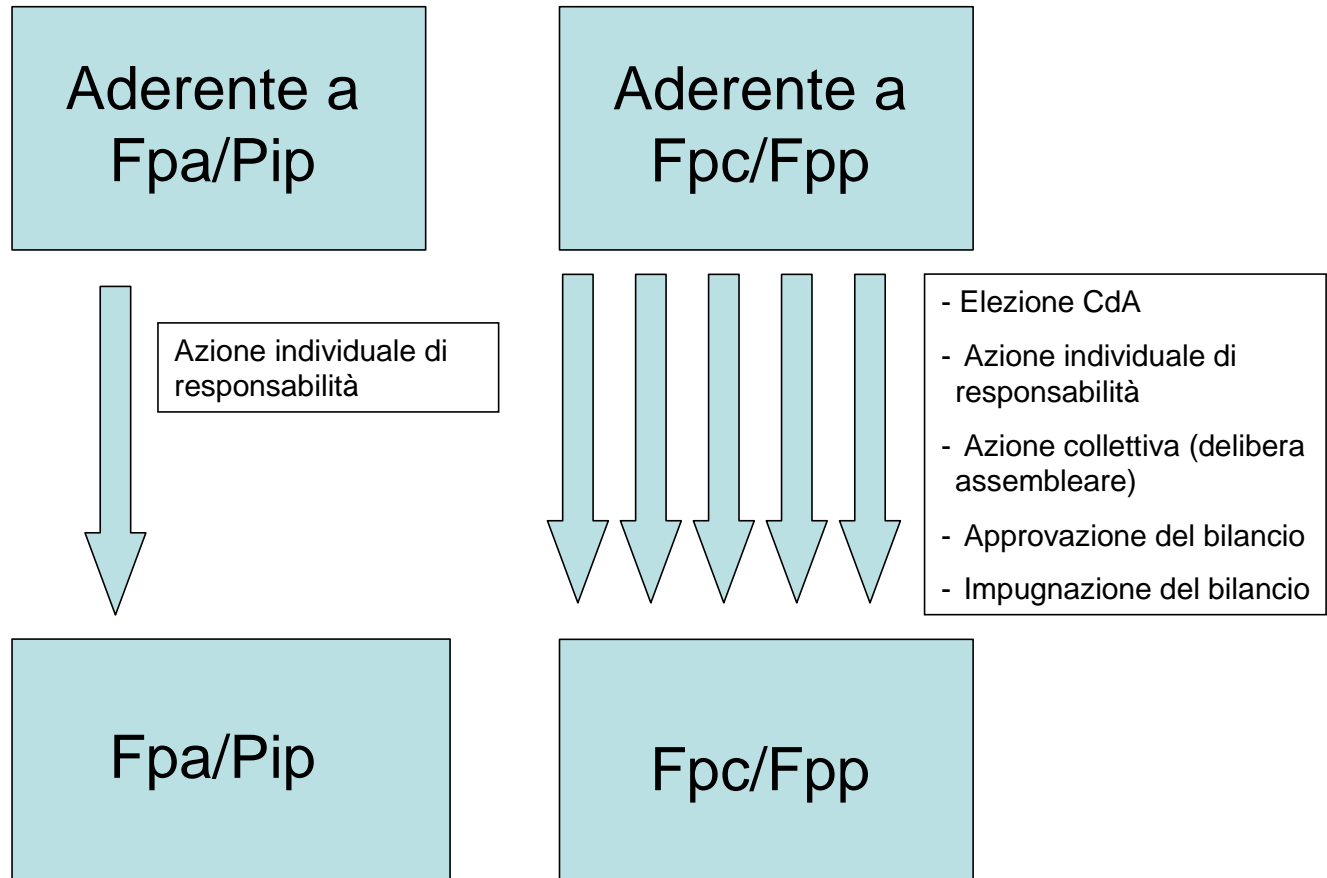 Aderente a
Fpa/Pip
Aderente a
Fpc/Fpp
Azione individuale di
responsabilità
- Elezione CdA
- Azione individuale di
responsabilità
- Azione collettiva (delibera
assembleare)
- Approvazione del bilancio
- Impugnazione del bilancio
Fpa/Pip
Fpc/Fpp